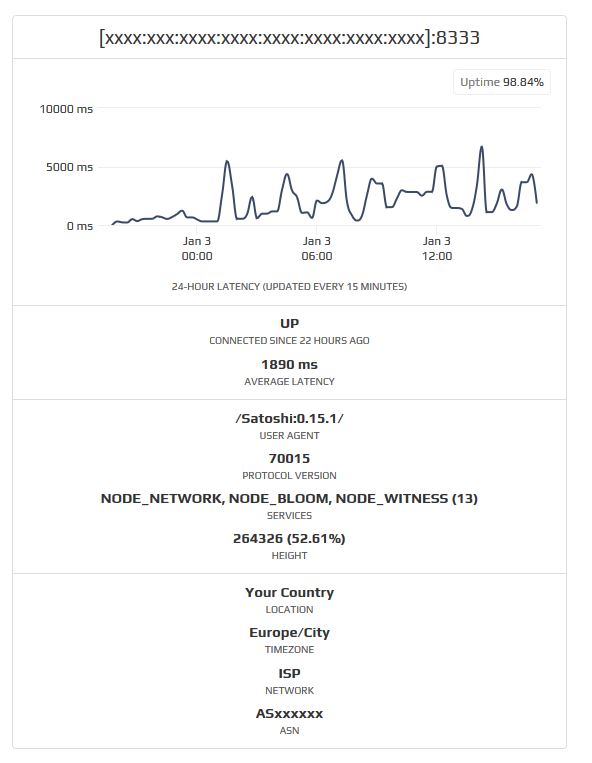 [xxxx:xxx:xxxx:xxxx:xxxx:xxxx:xxxx:xxxx]:8333
Uptime 98.84%
10000 ms
5000 ms
0 ms
Jan 3 Jan 3 Jan 3
00:00 06:00 12:00
24-HOUR LATENCY (UPDATED EVERY 15 MINUTES)
UP
CONNECTED SINCE 22 HOURS AGO
1890 ms
AVERAGE LATENCY
/Satoshi:0.15.1/
USER AGENT
70015
PROTOCOL VERSION
NODE_NETWORK, NODE_BLOOM, NODE_WITNESS (13)
SERVICES
264326 (52.61%)
HEIGHT
Your Country
LOCATION
Europe/City
TIMEZONE
ISP
NETWORK
ASxxxxxx
ASN